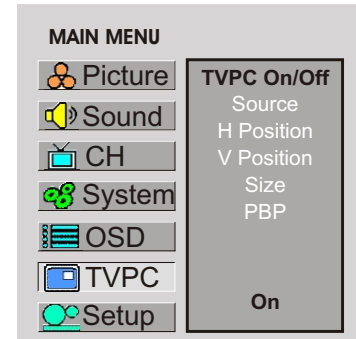 MAIN MENU
Picture
Sound
CH
System
OSD
TVPC
Setup
TVPC On/Off
Source
H Position
V Position
Size
PBP
On